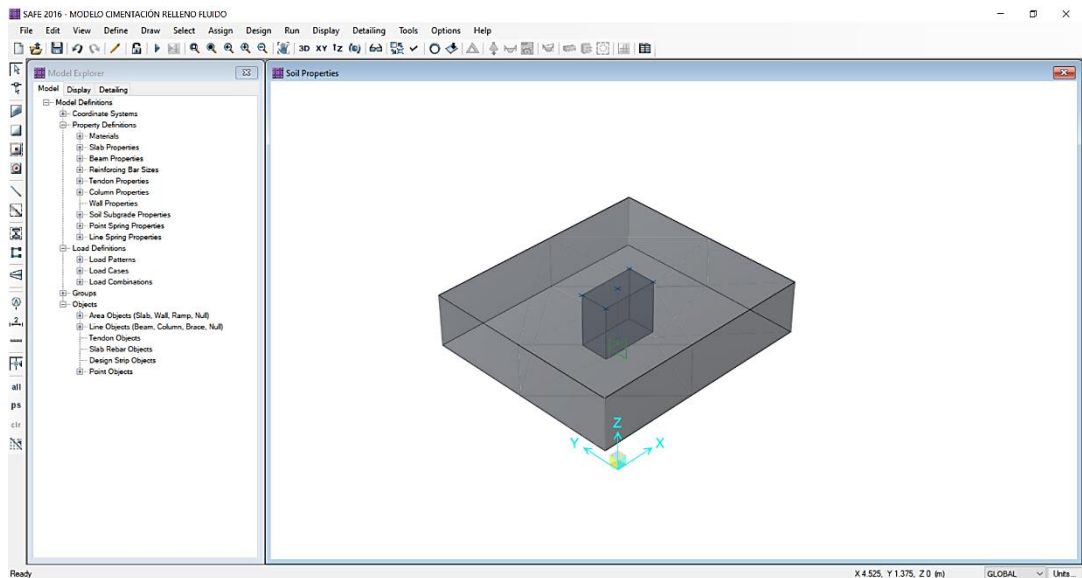 SAFE 2016 - MODELO CIMENTACIÓN RELLENO FLUIDO
File Edit View Define Draw Select Assign Design Run Display Detailing Tools Options Help
3D XY
Model Explorer
Model Display Detailing
Model Definitions
Coordinate Systems
Property Definitions
Materials
Slab Properties
Beam Properties
Reinforcing Bar Sizes
Tendon Properties
Column Properties
Wall Properties
Soil Subgrade Properties
Point Spring Properties
Line Spring Properties
Load Definitions
Load Patterns
Load Cases
Load Combinations
Groups
Objects
Area Objects (Slab, Wall, Ramp, Null)
Line Objects (Beam, Column, Brace, Null)
Tendon Objects
Slab Rebar Objects
Design Strip Objects
Point Objects
all
ps
clr
Soil Properties
Z
Y X
Ready
X 4.525, Y 1.375, Z 0 (m)
GLOBAL
Units...